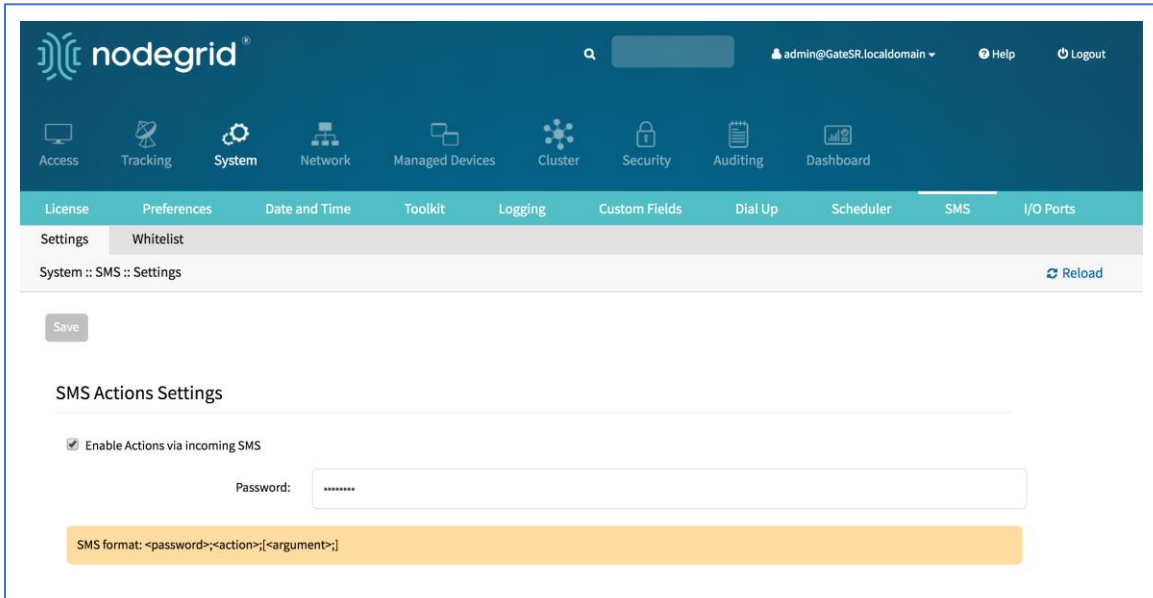 nodegrid®
admin@GateSR.localdomain Help Logout
Access Tracking System Network Managed Devices Cluster Security Auditing Dashboard
License Preferences Date and Time Toolkit Logging Custom Fields Dial Up Scheduler SMS I/O Ports
Settings Whitelist
System :: SMS :: Settings Reload
Save
SMS Actions Settings
Enable Actions via incoming SMS
Password: ••••••••
SMS format: <password>;<action>;[<argument>;]